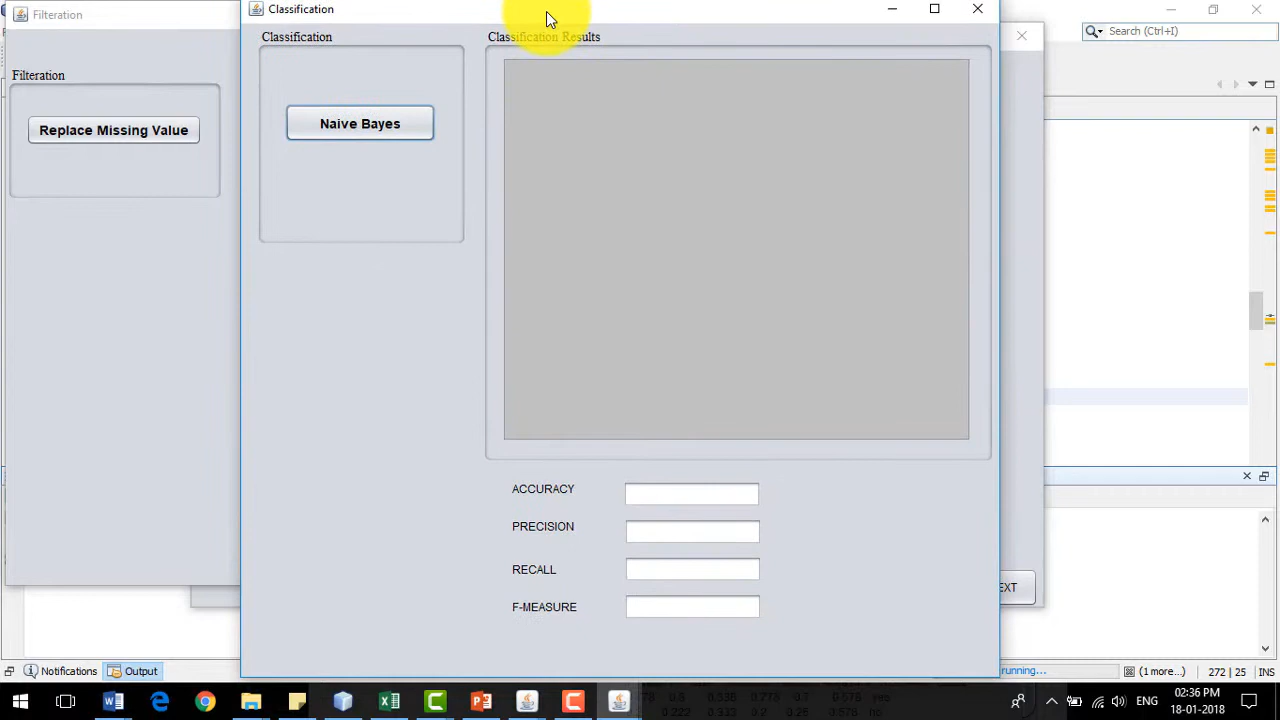 Filteration
Classification
Search (Ctrl+I)
Classification
Classification Results
Filteration
Naive Bayes
Replace Missing Value
ACCURACY
PRECISION
RECALL
EXT
F-MEASURE
Notifications
Output
running...
(1 more...)
272 | 25
INS
ENG
02:36 PM
18-01-2018